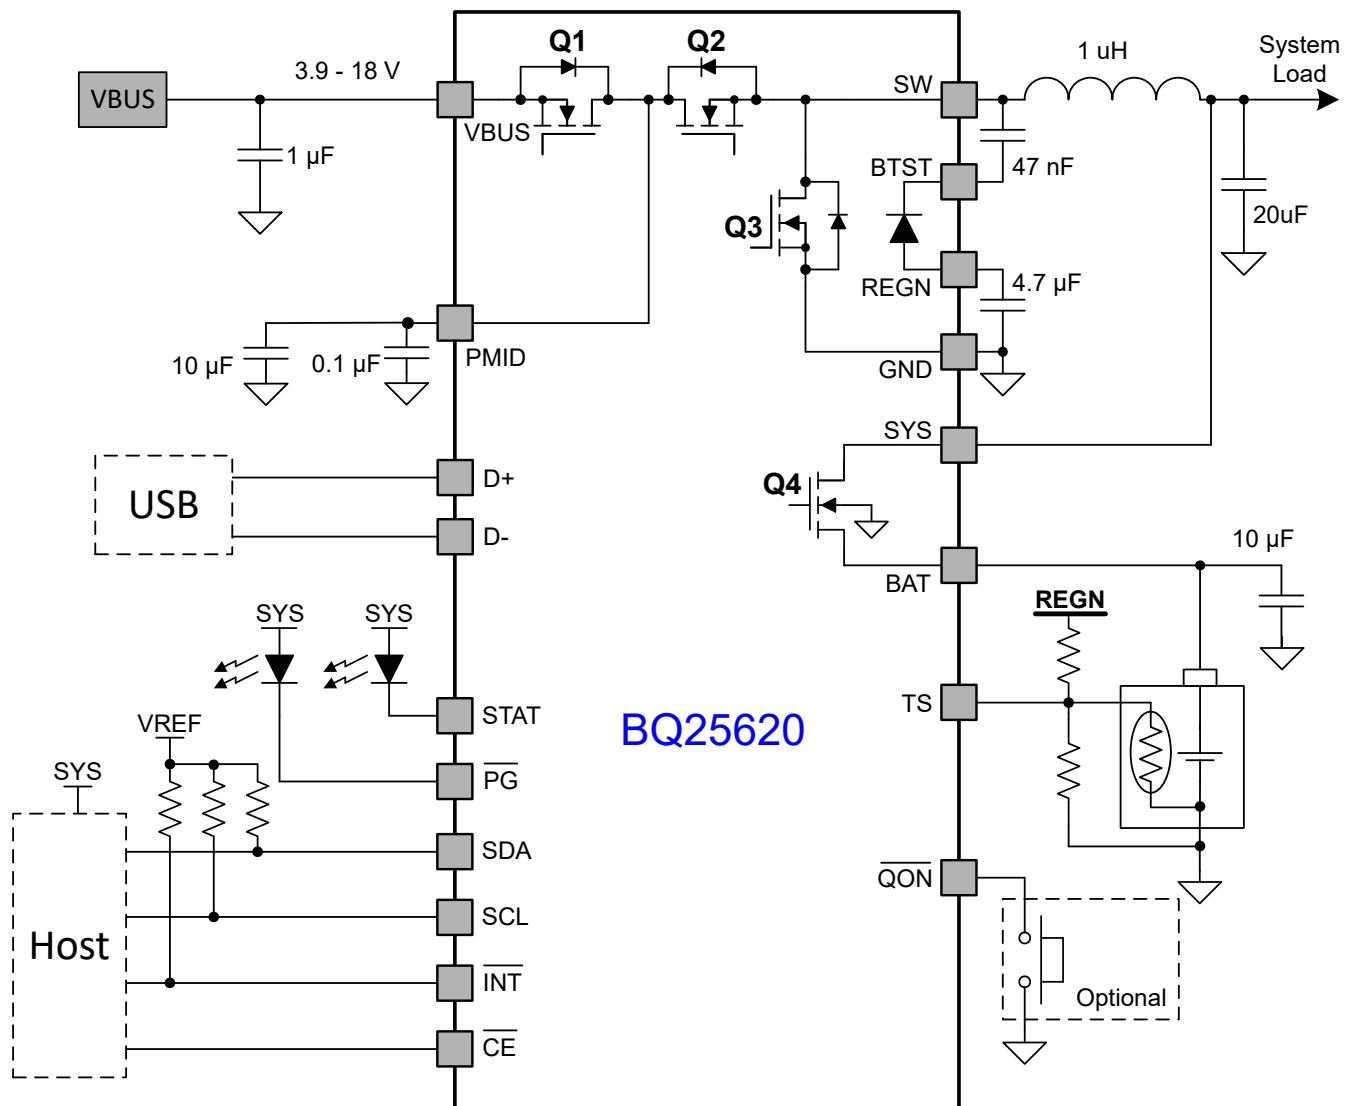 Q1
Q2
3.9 - 18 V
1 uH
System
Load
VBUS
SW
VBUS
1 µF
BTST
47 nF
20uF
Q3
REGN
4.7 µF
10 µF
0.1 µF
PMID
GND
SYS
USB
D+
Q4
D-
10 µF
BAT
REGN
SYS
SYS
TS
STAT
BQ25620
VREF
PG
SYS
SDA
QON
SCL
Host
INT
Optional
CE